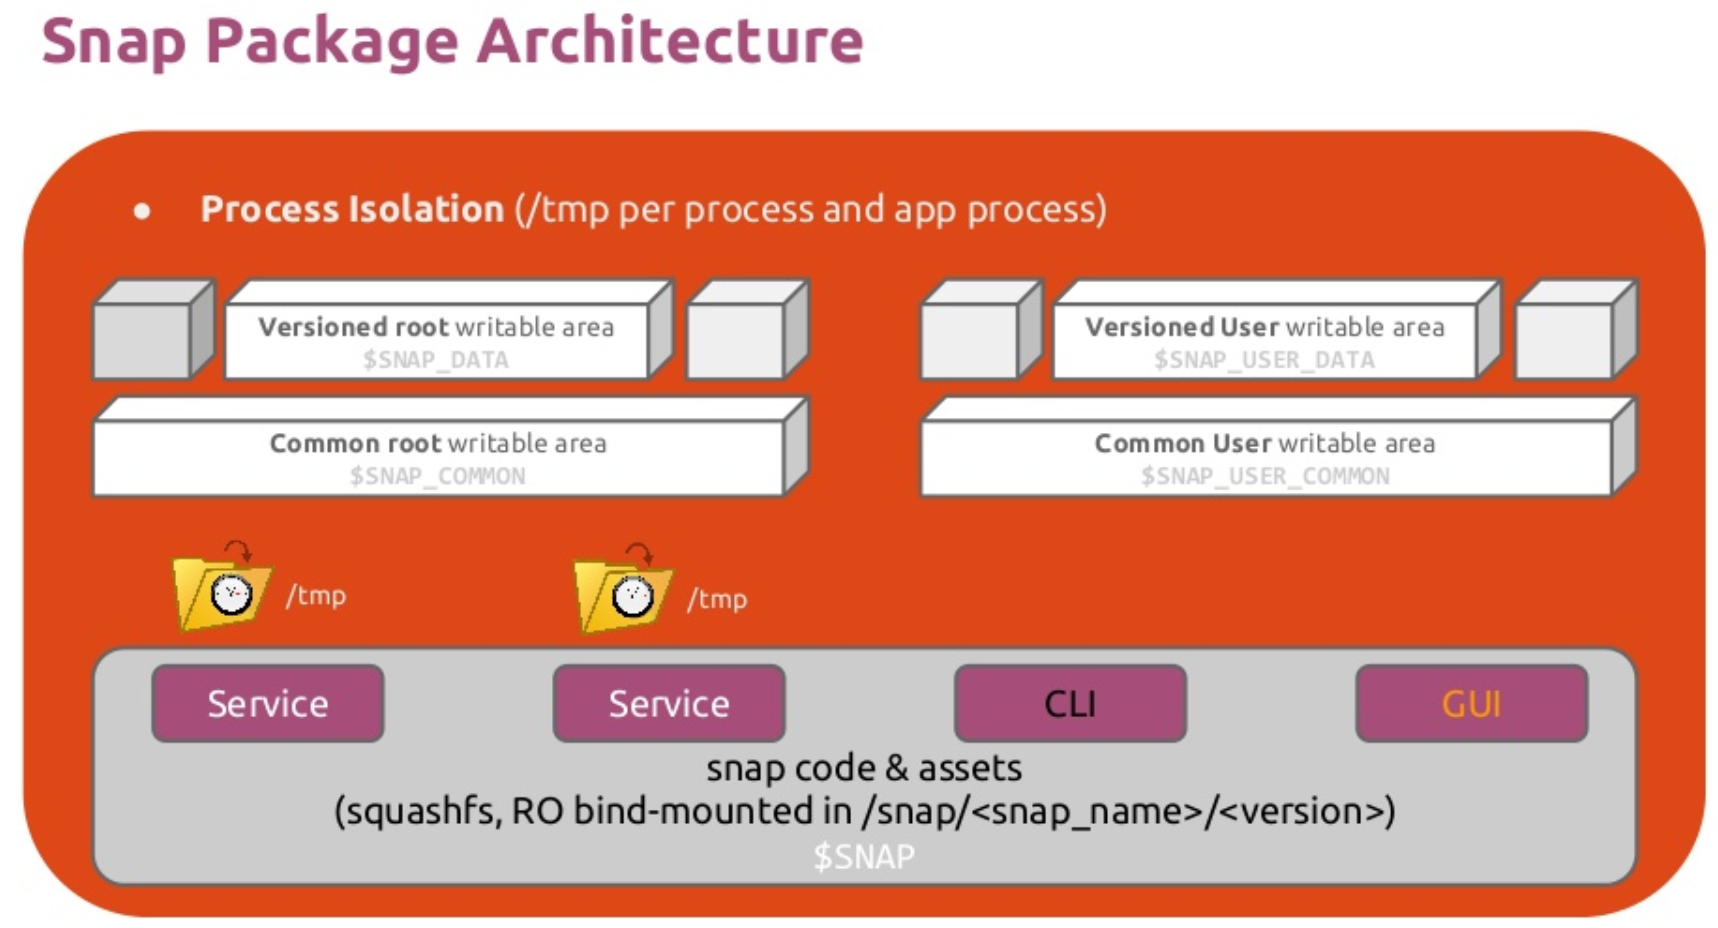 Snap Package Architecture
● Process Isolation (/tmp per process and app process)
Versioned root writable area
$SNAP_DATA
Versioned User writable area
$SNAP_USER_DATA
Common root writable area
$SNAP_COMMON
Common User writable area
$SNAP_USER_COMMON
/tmp
/tmp
Service
Service
CLI
GUI
snap code & assets
(squashfs, RO bind-mounted in /snap/<snap_name>/<version>)
$SNAP